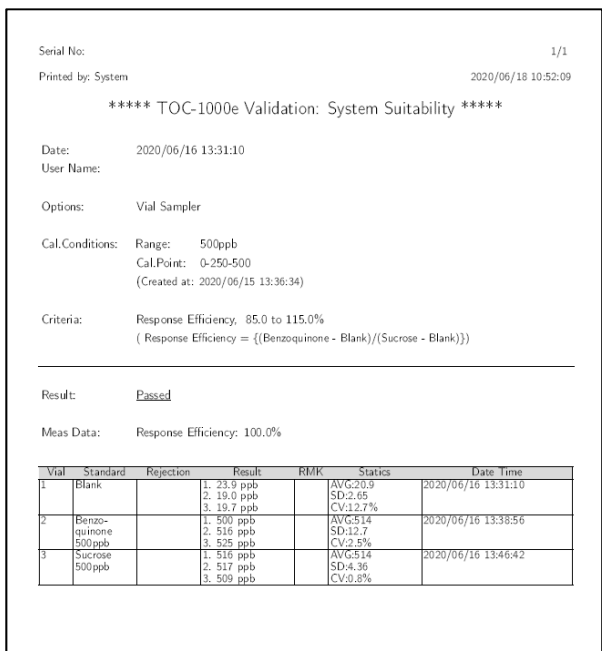 Serial No: 1/1
Printed by: System 2020/06/18 10:52:09
***** TOC-1000e Validation: System Suitability *****
Date: 2020/06/16 13:31:10
User Name:
Options: Vial Sampler
Cal.Conditions: Range: 500ppb
Cal.Point: 0-250-500
(Created at: 2020/06/15 13:36:34)
Criteria: Response Efficiency, 85.0 to 115.0%
( Response Efficiency = {(Benzoquinone - Blank)/(Sucrose - Blank)})
Result: Passed
Meas Data: Response Efficiency: 100.0%
Vial Standard Rejection Result RMK Statics Date Time
1 Blank 1. 23.9 ppb AVG:20.9 2020/06/16 13:31:10
2. 19.0 ppb SD:2.65
3. 19.7 ppb CV:12.7%
2 Benzo- 1. 500 ppb AVG:514 2020/06/16 13:38:56
quinone 2. 516 ppb SD:12.7
500ppb 3. 525 ppb CV:2.5%
3 Sucrose 1. 516 ppb AVG:514 2020/06/16 13:46:42
500ppb 2. 517 ppb SD:4.36
3. 509 ppb CV:0.8%